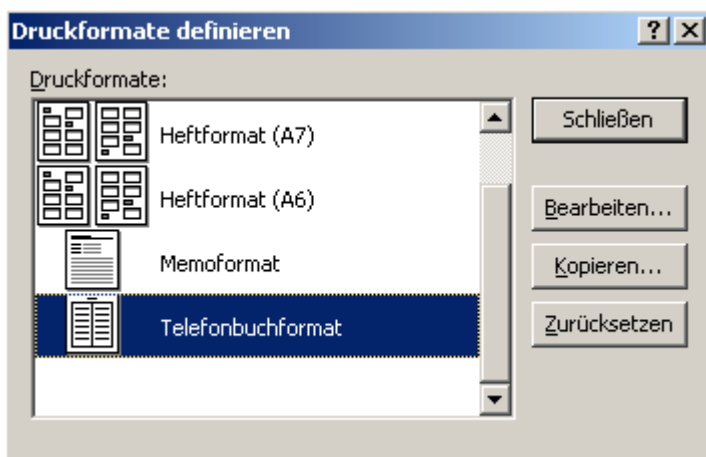 Druckformate definieren
Druckformate:
Heftformat (A7)
Heftformat (A6)
Memoformat
Telefonbuchformat
Schließen
Bearbeiten...
Kopieren...
Zurücksetzen